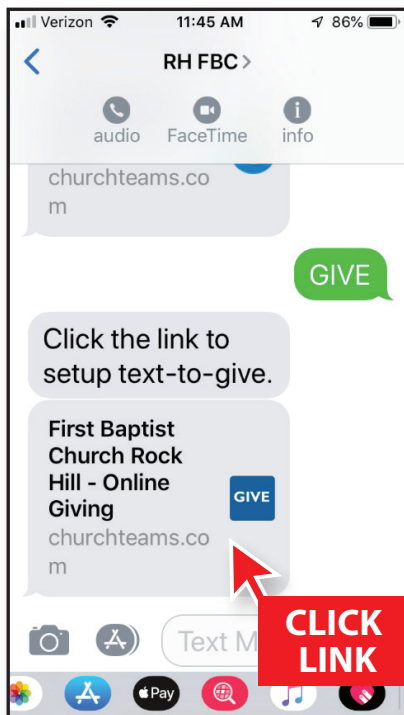 Verizon 11:45 AM 86%
RH FBC >
audio FaceTime info
churchteams.co
m
GIVE
Click the link to
setup text-to-give.
First Baptist
Church Rock
Hill - Online
Giving
GIVE
churchteams.co
m
Text M
CLICK
LINK
Pay